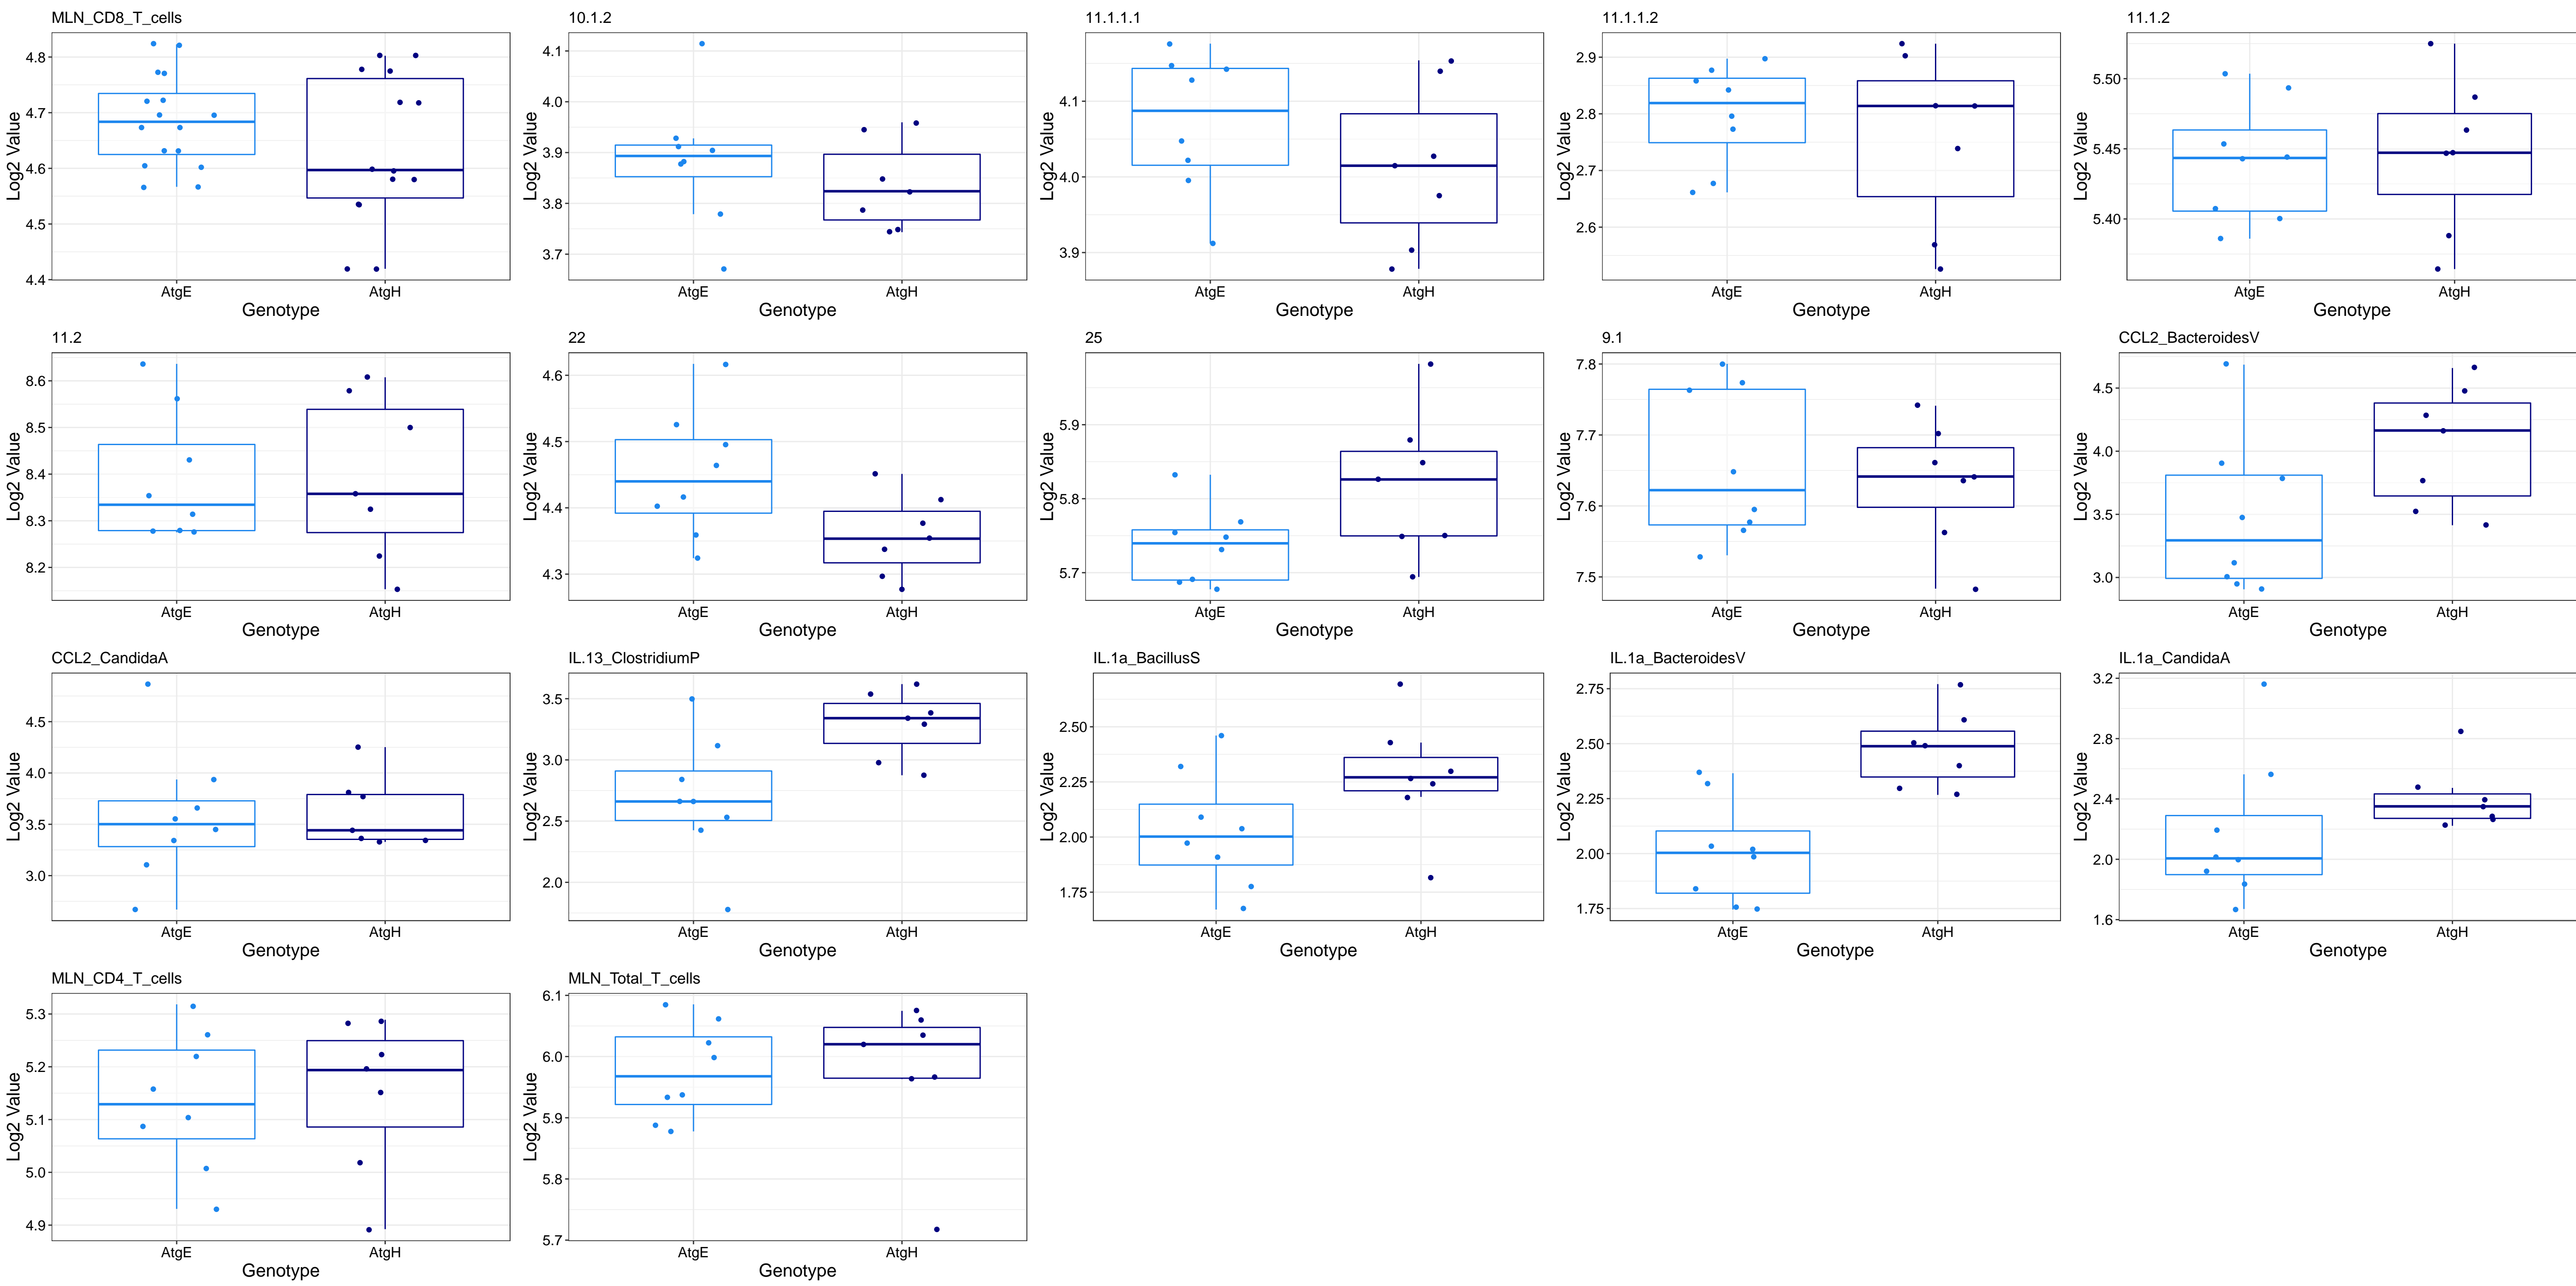 MLN_CD8_T_cells
Log2 Value
4.8
4.7
4.6
4.5
4.4
AtgE AtgH
Genotype
10.1.2
Log2 Value
4.1
4.0
3.9
3.8
3.7
AtgE AtgH
Genotype
11.1.1.1
Log2 Value
4.1
4.0
3.9
AtgE AtgH
Genotype
11.1.1.2
Log2 Value
2.9
2.8
2.7
2.6
AtgE AtgH
Genotype
11.1.2
Log2 Value
5.50
5.45
5.40
AtgE AtgH
Genotype
11.2
Log2 Value
8.6
8.5
8.4
8.3
8.2
AtgE AtgH
Genotype
22
Log2 Value
4.6
4.5
4.4
4.3
AtgE AtgH
Genotype
25
Log2 Value
5.9
5.8
5.7
AtgE AtgH
Genotype
9.1
Log2 Value
7.8
7.7
7.6
7.5
AtgE AtgH
Genotype
CCL2_BacteroidesV
Log2 Value
4.5
4.0
3.5
3.0
AtgE AtgH
Genotype
CCL2_CandidaA
Log2 Value
4.5
4.0
3.5
3.0
AtgE AtgH
Genotype
IL.13_ClostridiumP
Log2 Value
3.5
3.0
2.5
2.0
AtgE AtgH
Genotype
IL.1a_BacillusS
Log2 Value
2.50
2.25
2.00
1.75
AtgE AtgH
Genotype
IL.1a_BacteroidesV
Log2 Value
2.75
2.50
2.25
2.00
1.75
AtgE AtgH
Genotype
IL.1a_CandidaA
Log2 Value
3.2
2.8
2.4
2.0
1.6
AtgE AtgH
Genotype
MLN_CD4_T_cells
Log2 Value
5.3
5.2
5.1
5.0
4.9
AtgE AtgH
Genotype
MLN_Total_T_cells
Log2 Value
6.1
6.0
5.9
5.8
5.7
AtgE AtgH
Genotype